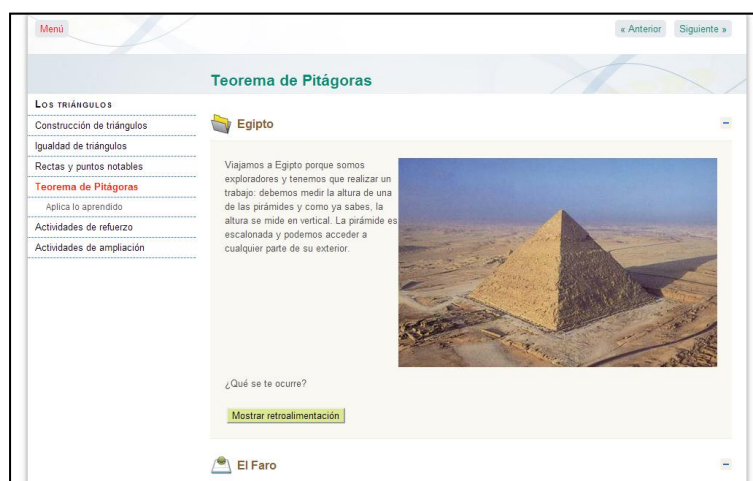 Menú
« Anterior
Siguiente »
Teorema de Pitágoras
LOS TRIÁNGULOS
Construcción de triángulos
Igualdad de triángulos
Rectas y puntos notables
Teorema de Pitágoras
Aplica lo aprendido
Actividades de refuerzo
Actividades de ampliación
Egipto
Viajamos a Egipto porque somos
exploradores y tenemos que realizar un
trabajo: debemos medir la altura de una
de las pirámides y como ya sabes, la
altura se mide en vertical. La pirámide es
escalonada y podemos acceder a
cualquier parte de su exterior.
¿Qué se te ocurre?
Mostrar retroalimentación
El Faro